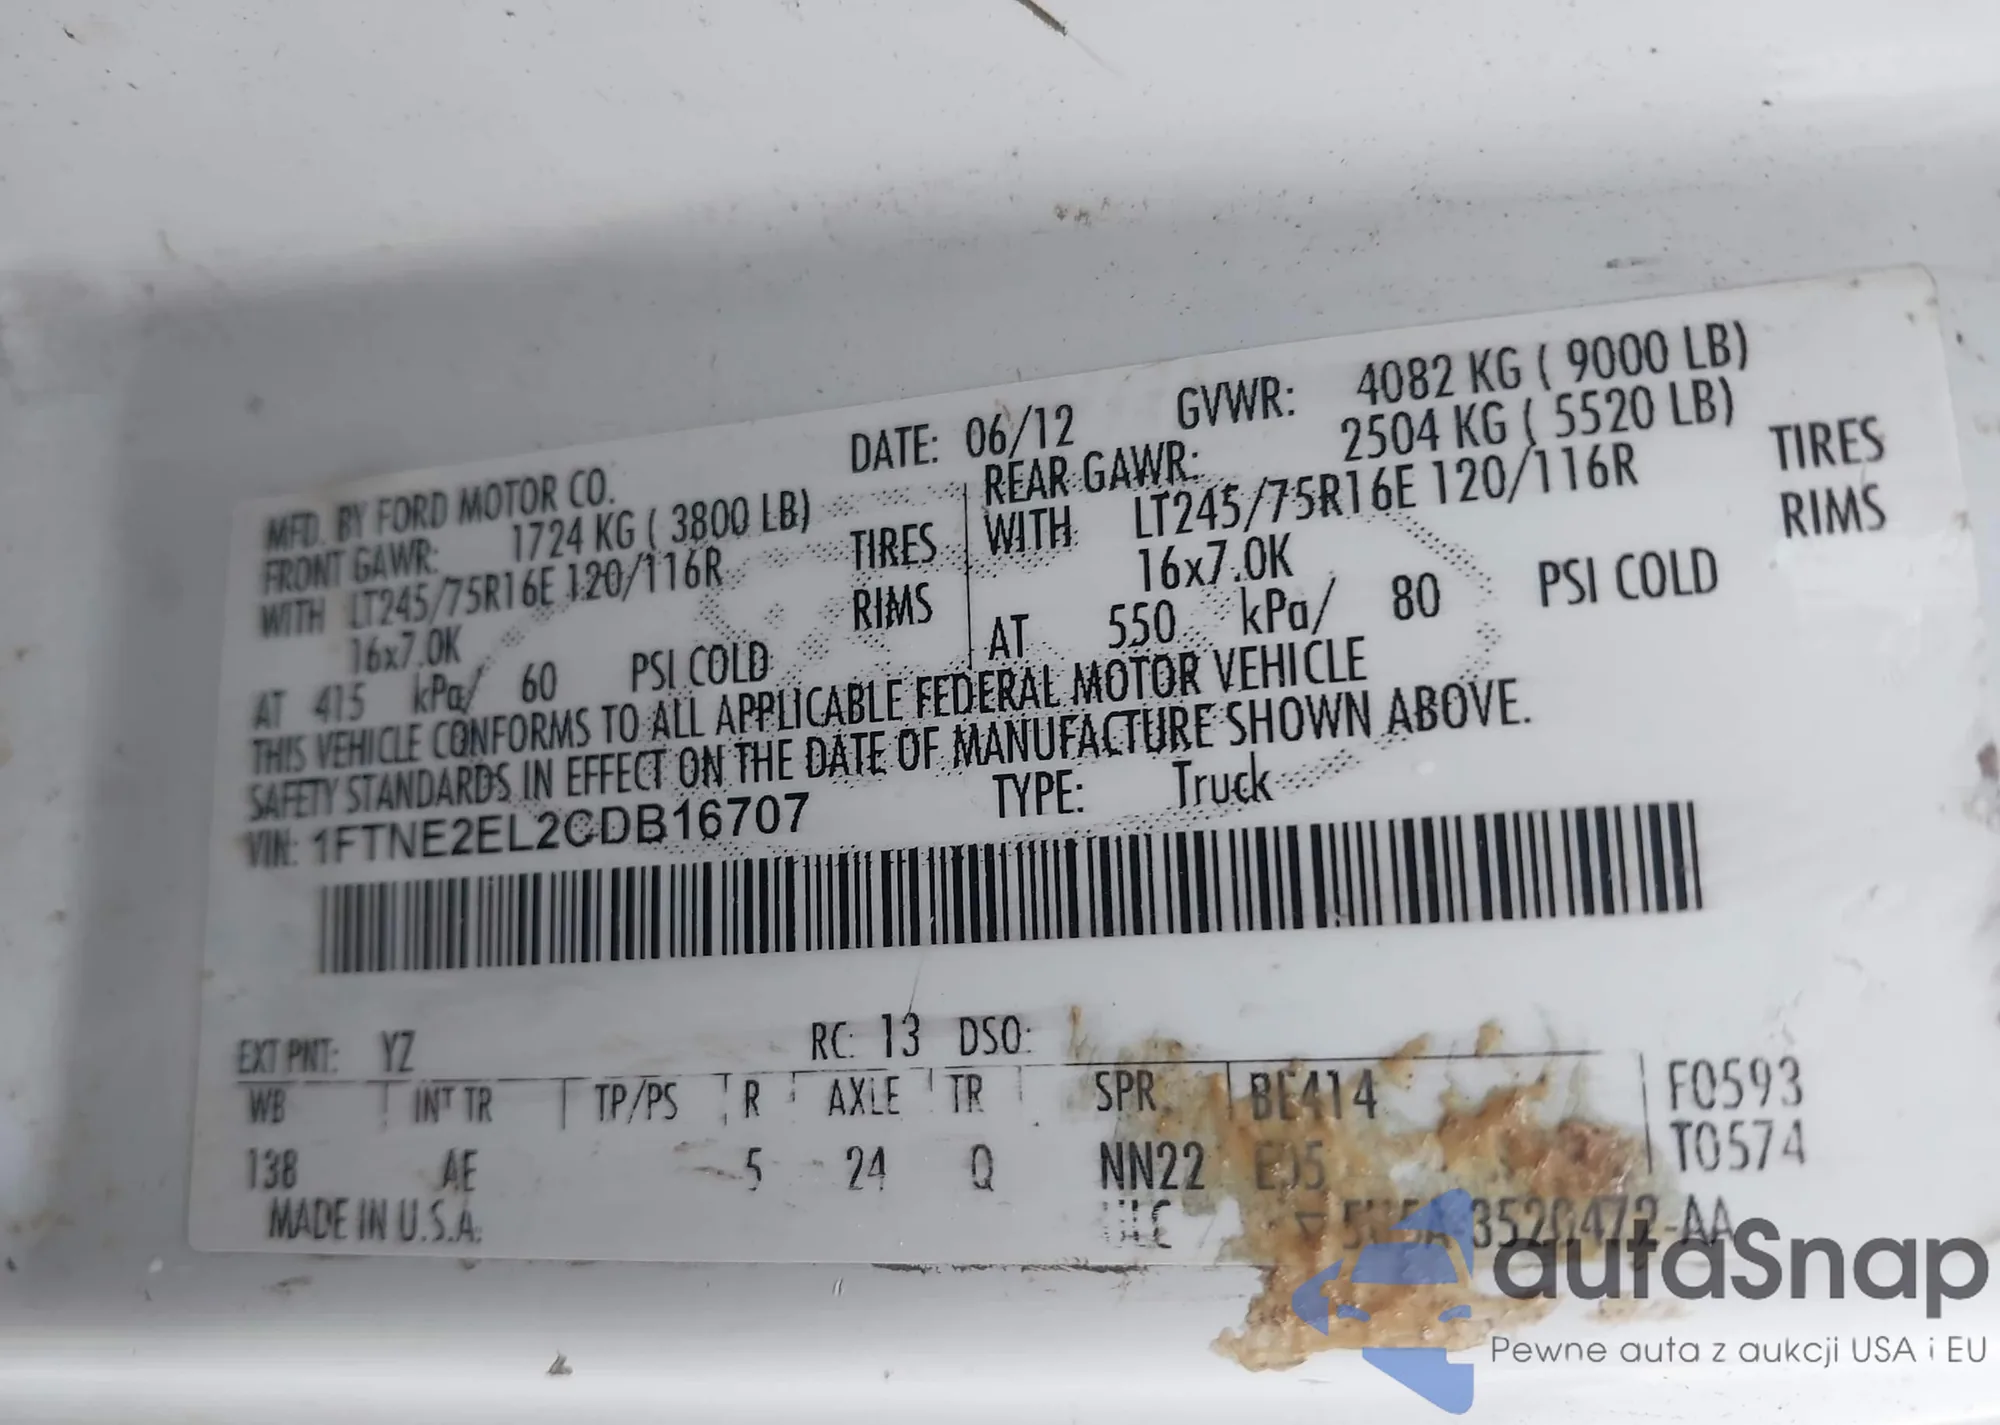 MFD. BY FORD MOTOR CO. DATE: 06/12 GVWR: 4082 KG ( 9000 LB)
FRONT GAWR: 1724 KG ( 3800 LB) REAR GAWR: 2504 KG ( 5520 LB)
WITH LT245/75R16E 120/116R TIRES WITH LT245/75R16E 120/116R TIRES
16x7.0K RIMS 16x7.0K RIMS
AT 415 kPa/ 60 PSI COLD AT 550 kPa/ 80 PSI COLD
THIS VEHICLE CONFORMS TO ALL APPLICABLE FEDERAL MOTOR VEHICLE
SAFETY STANDARDS IN EFFECT ON THE DATE OF MANUFACTURE SHOWN ABOVE.
VIN: 1FTNE2EL2CDB16707 TYPE: Truck
EXT PNT: YZ RC: 13 DSO:
WB INT TR TP/PS R AXLE TR SPR BE414 F0593
138 AE 5 24 Q NN22 T0574
MADE IN U.S.A.
autaSnap
Pewne auta z aukcji USA i EU